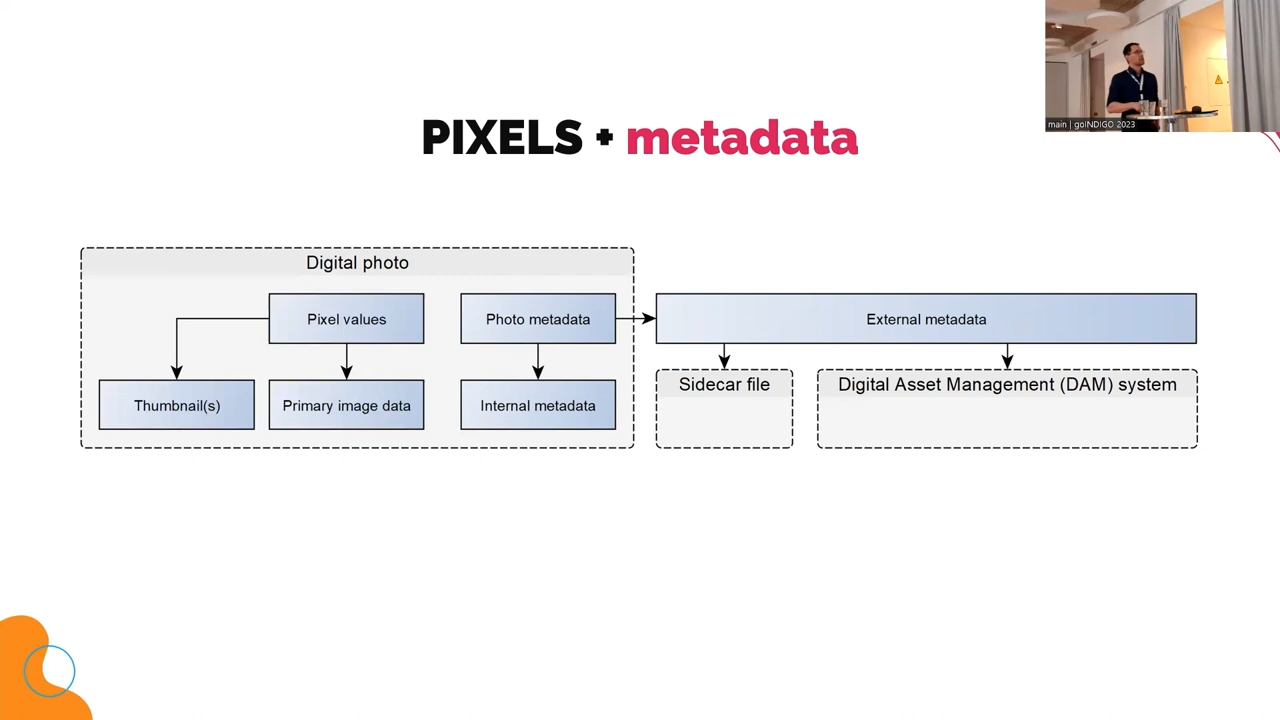 main | goINDIGO 2023
PIXELS + metadata
Digital photo
Pixel values
Photo metadata
External metadata
Thumbnail(s)
Primary image data
Internal metadata
Sidecar file
Digital Asset Management (DAM) system